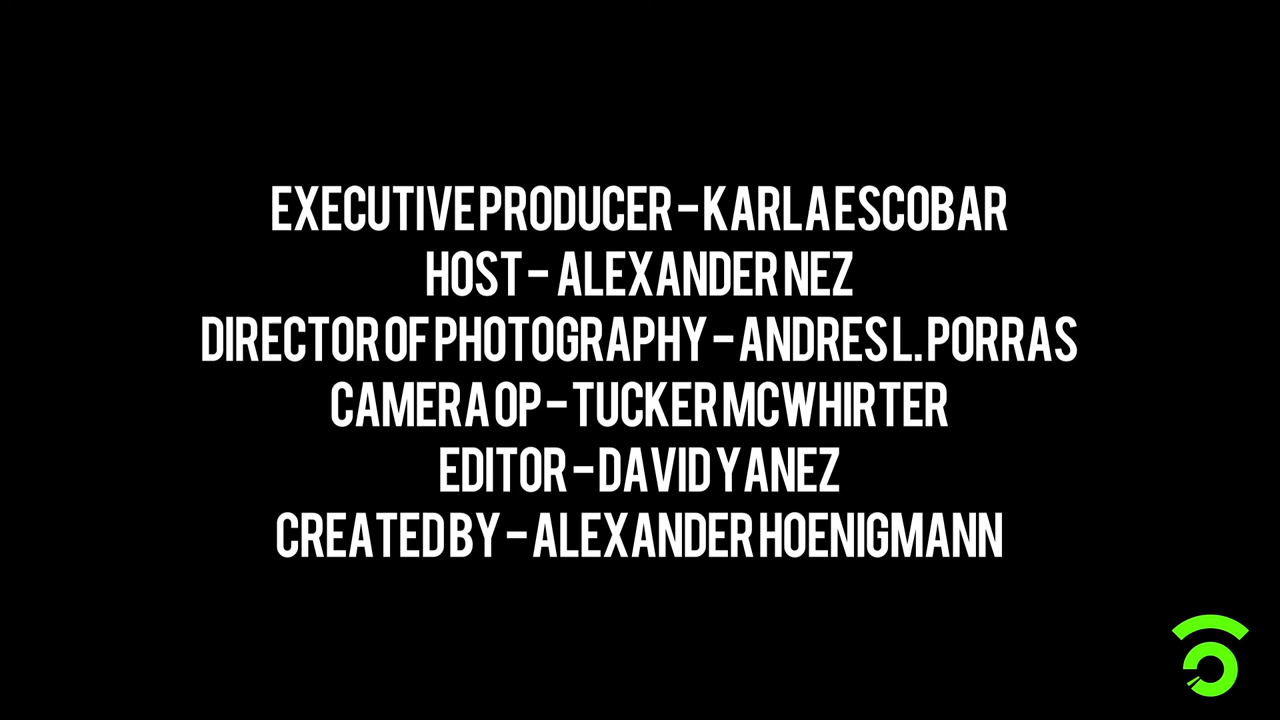 EXECUTIVE PRODUCER - KARLA ESCOBAR
HOST - ALEXANDER NEZ
DIRECTOR OF PHOTOGRAPHY - ANDRES L. PORRAS
CAMERA OP - TUCKER MCWHIRTER
EDITOR - DAVID YANEZ
CREATED BY - ALEXANDER HOENIGMANN